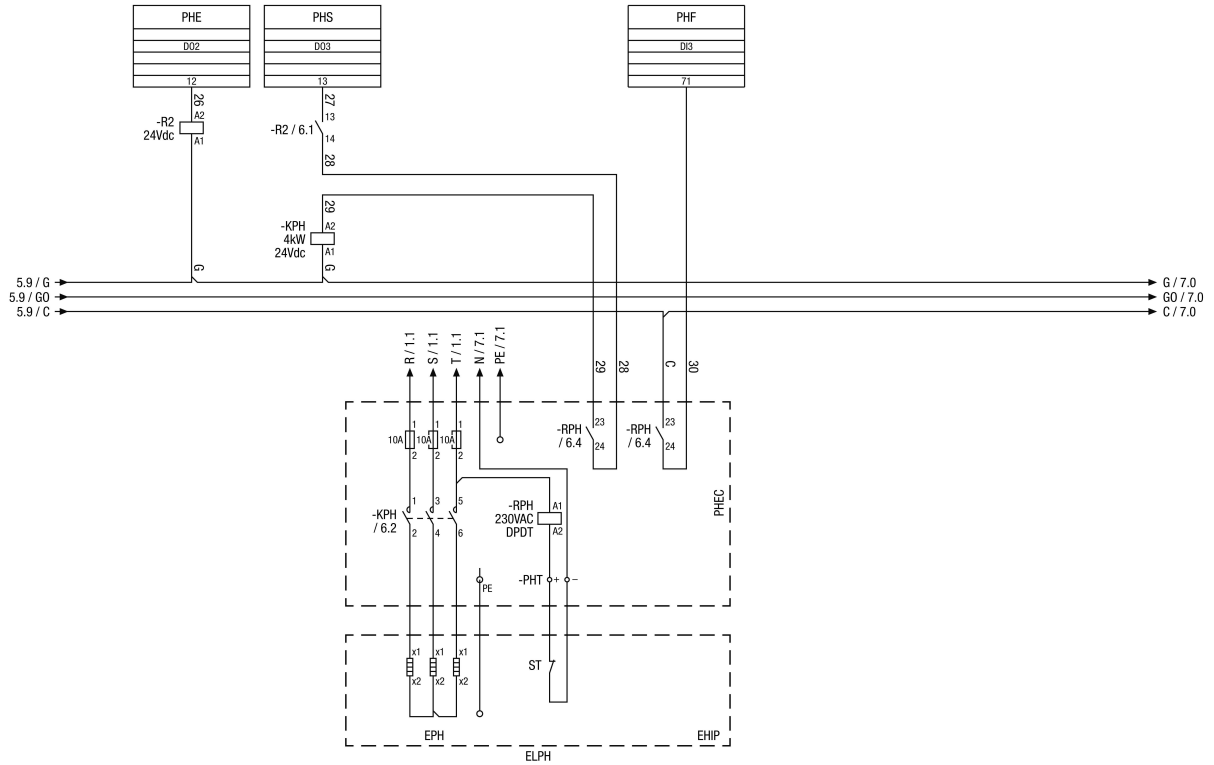 PHE
PHS
PHF
DO2
DO3
DI3
12
13
71
26
27
-R2
24Vdc
A2
A1
-R2 / 6.1
13
14
28
29
-KPH
4kW
24Vdc
A2
A1
G
G
5.9 / G
G / 7.0
5.9 / GO
GO / 7.0
5.9 / C
C / 7.0
R / 1.1
S / 1.1
T / 1.1
N / 7.1
PE / 7.1
29
28
C
30
10A
1
2
10A
1
2
10A
1
2
-RPH
/ 6.4
23
24
-RPH
/ 6.4
23
24
-KPH
/ 6.2
1
2
3
4
5
6
-RPH
230VAC
DPDT
A1
A2
PHEC
PE
-PHT
+
–
x1
x2
x1
x2
x1
x2
ST
EPH
EHIP
ELPH